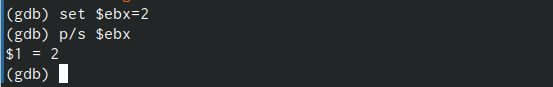 (gdb) set $ebx=2
(gdb) p/s $ebx
$1 = 2
(gdb)